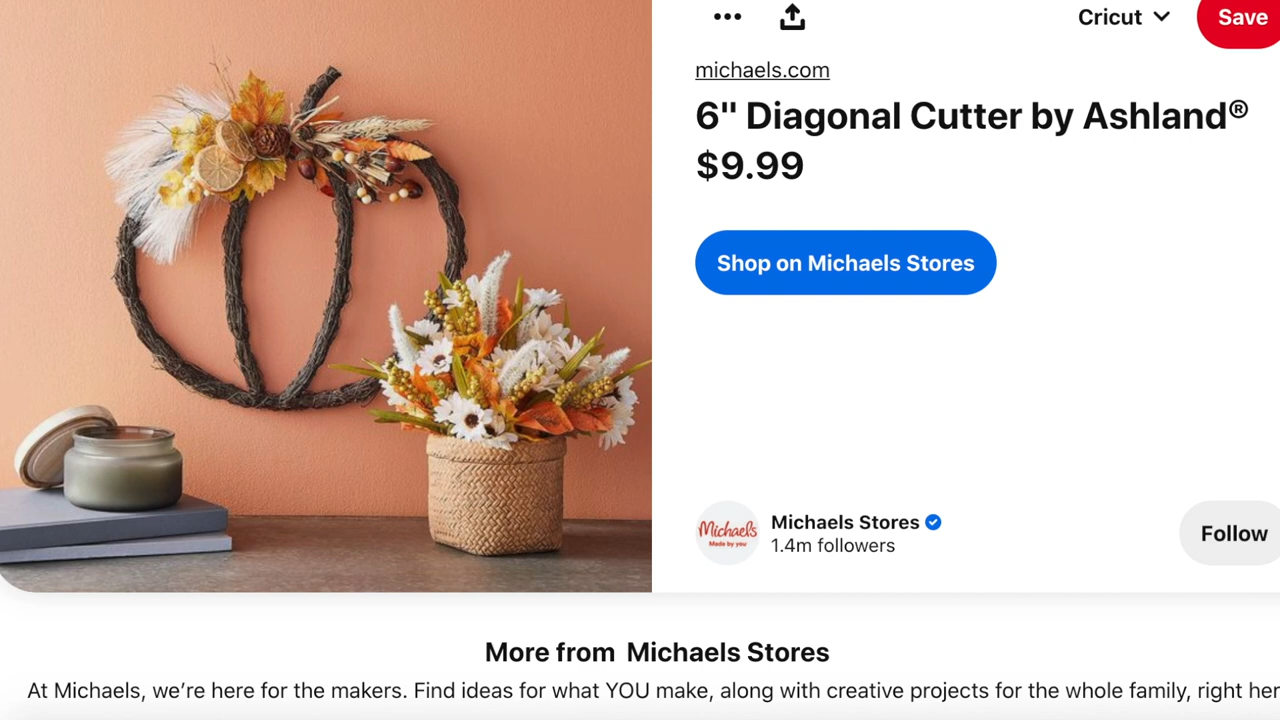 Cricut
Save
michaels.com
6" Diagonal Cutter by Ashland®
$9.99
Shop on Michaels Stores
Michaels
Made by you
Michaels Stores
1.4m followers
Follow
More from Michaels Stores
At Michaels, we're here for the makers. Find ideas for what YOU make, along with creative projects for the whole family, right her